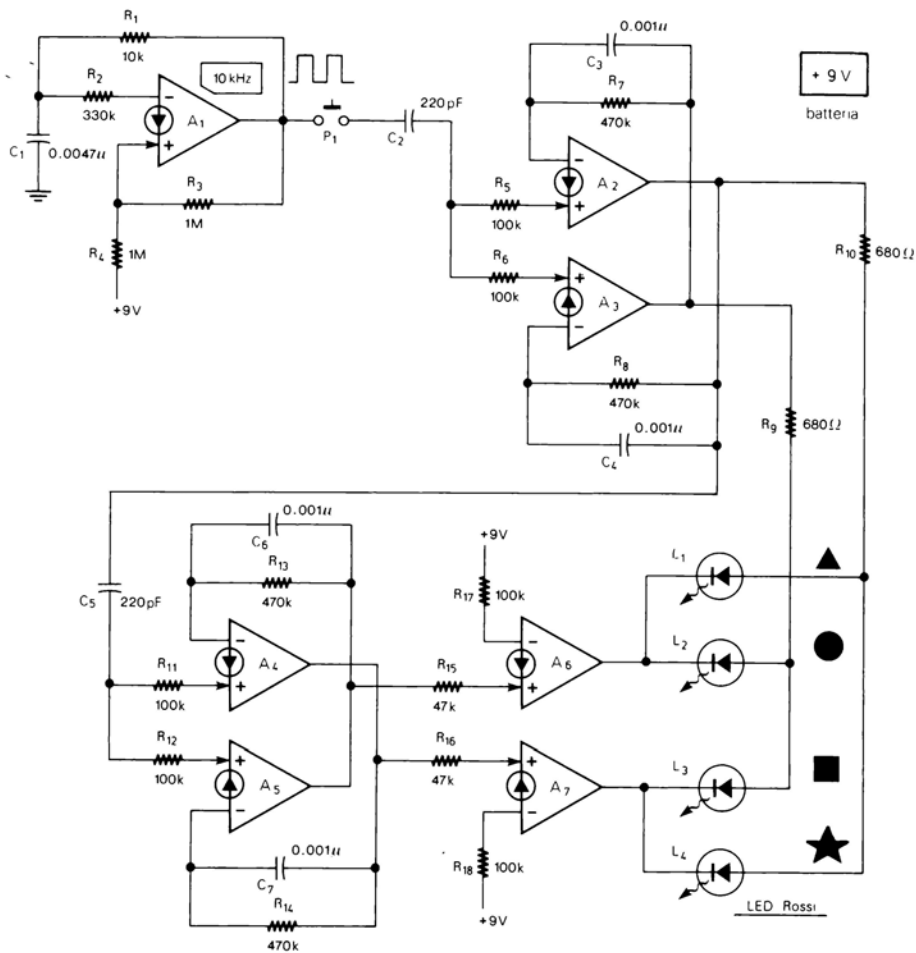 R1
10k
R2
330k
C1
0.0047u
10 kHz
A1
P1
R3
1M
R4
1M
+9V
220pF
C2
0.001u
C3
R7
470k
R5
100k
A2
R6
100k
A3
R8
470k
0.001u
C4
+ 9V
batteria
R10
680Ω
R9
680Ω
C5
220pF
0.001u
C6
R13
470k
R11
100k
A4
R12
100k
A5
0.001u
C7
R14
470k
+9V
R17
100k
R15
47k
A6
R16
47k
A7
R18
100k
+9V
L1
L2
L3
L4
LED Rossi